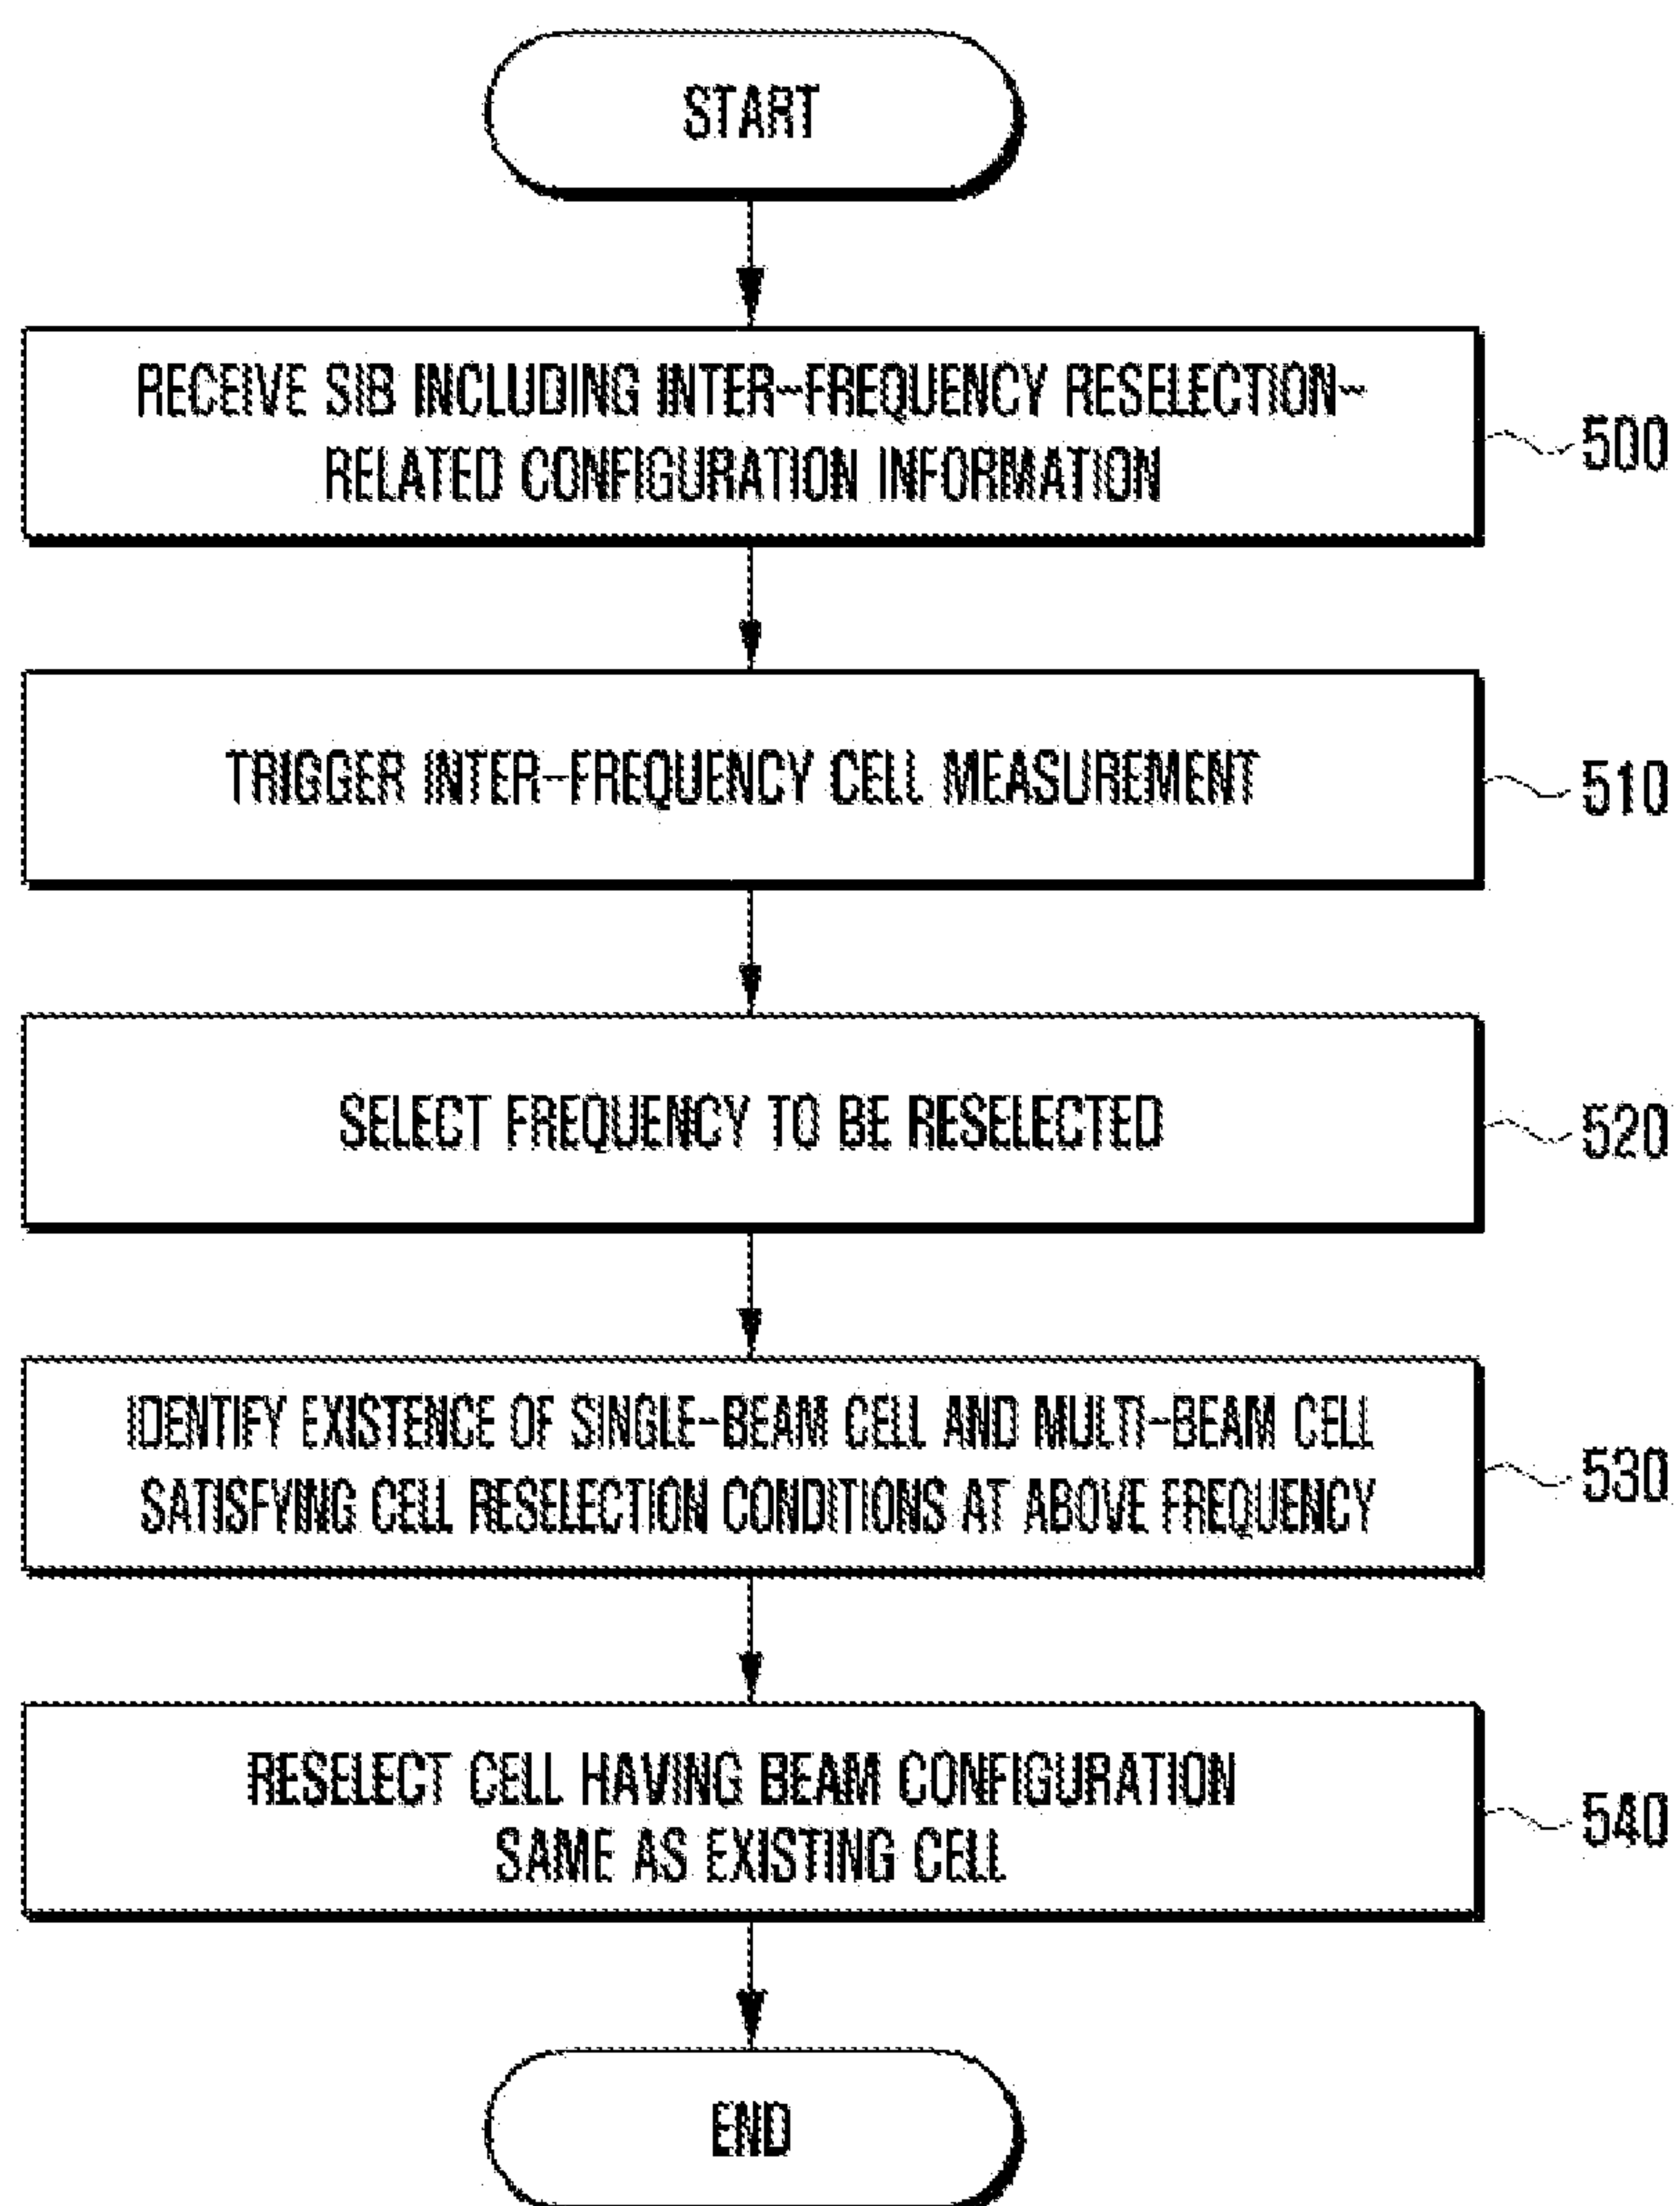 START
RECEIVE SIB INCLUDING INTER-FREQUENCY RESELECTION-
RELATED CONFIGURATION INFORMATION
500
TRIGGER INTER-FREQUENCY CELL MEASUREMENT
510
SELECT FREQUENCY TO BE RESELECTED
520
IDENTIFY EXISTENCE OF SINGLE-BEAM CELL AND MULTI-BEAM CELL
SATISFYING CELL RESELECTION CONDITIONS AT ABOVE FREQUENCY
530
RESELECT CELL HAVING BEAM CONFIGURATION
SAME AS EXISTING CELL
540
END